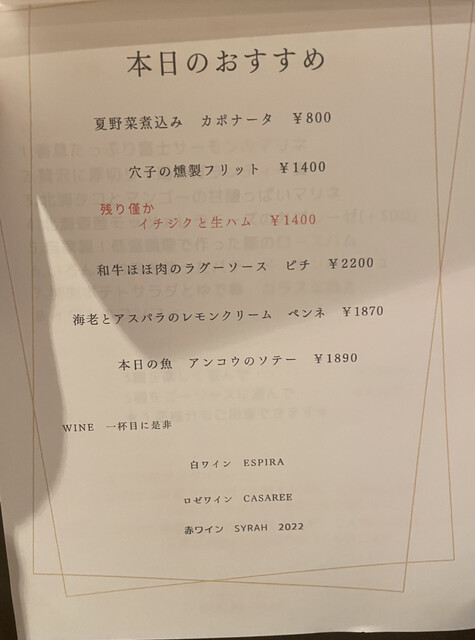 本日のおすすめ
夏野菜煮込み カポナータ ￥800
穴子の燻製フリット ￥1400
残り僅か
イチジクと生ハム ￥1400
和牛ほほ肉のラグーソース ピチ ￥2200
海老とアスパラのレモンクリーム ペンネ ￥1870
本日の魚 アンコウのソテー ￥1890
WINE 一杯目に是非
白ワイン ESPIRA
ロゼワイン CASAREE
赤ワイン SYRAH 2022